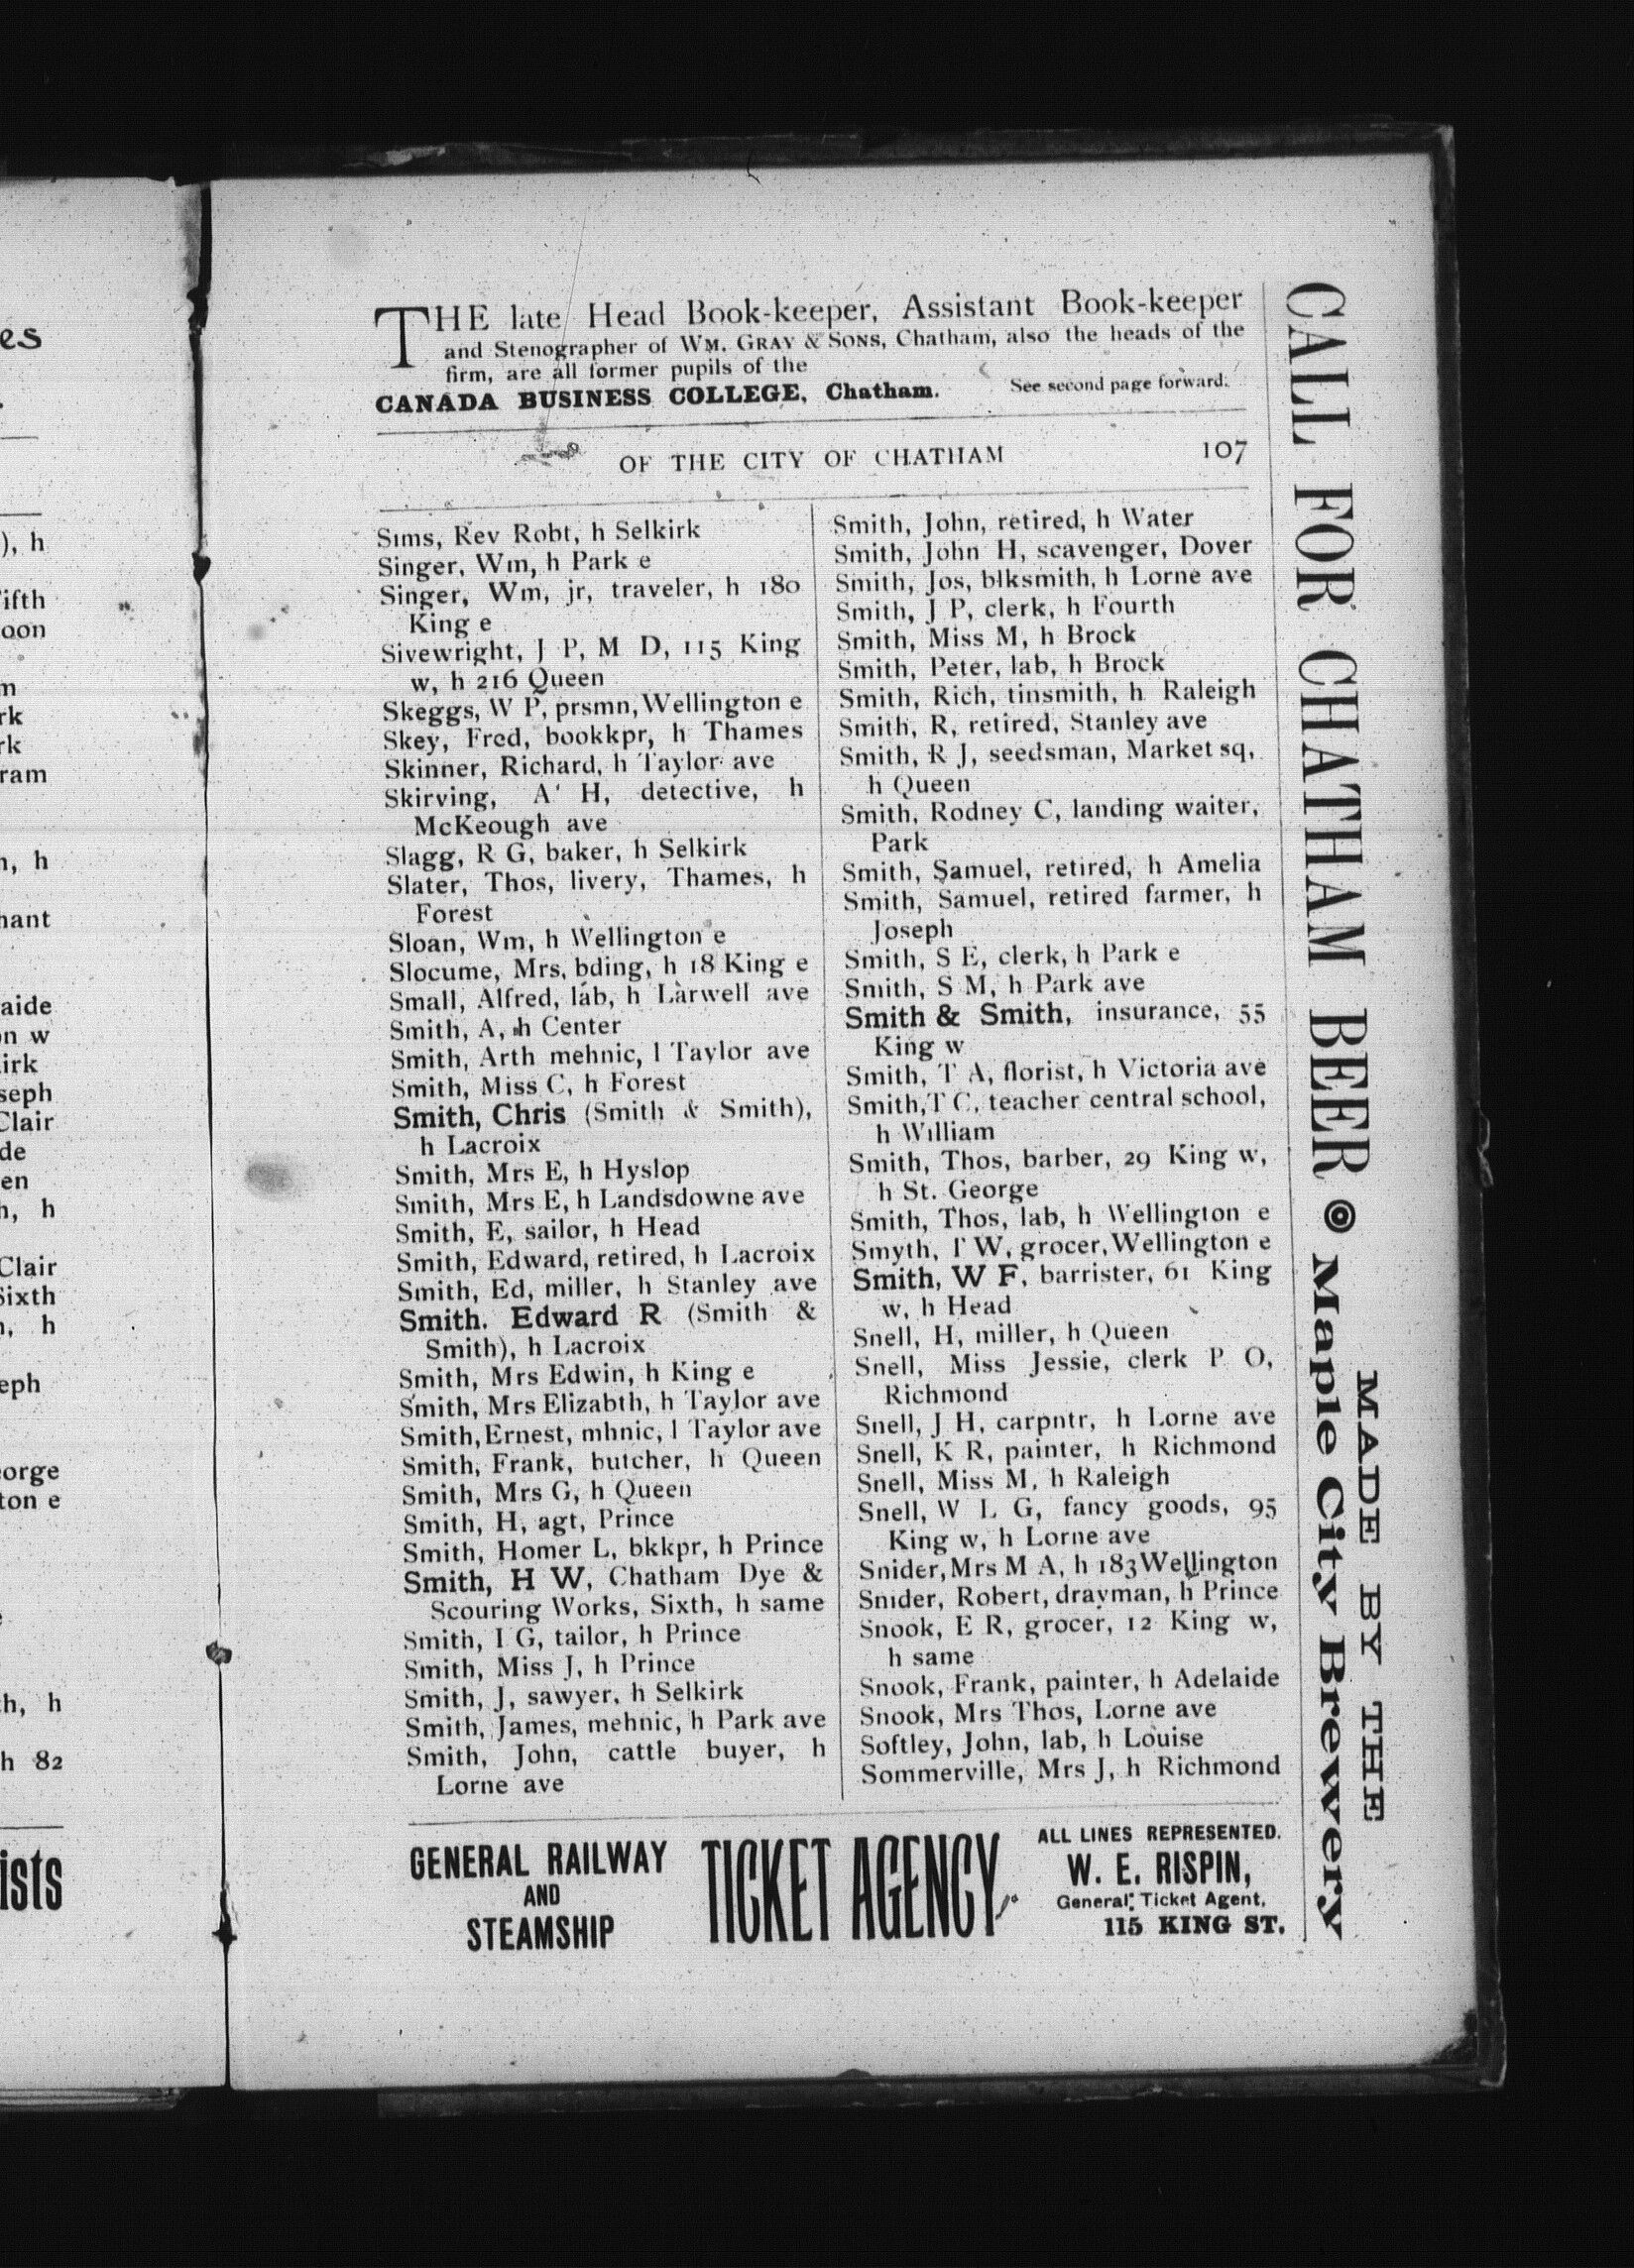 THE late Head Book-keeper, Assistant Book-keeper
and Stenographer of WM. GRAY & SONS, Chatham, also the heads of the
firm, are all former pupils of the
CANADA BUSINESS COLLEGE, Chatham. See second page forward.
OF THE CITY OF CHATHAM 107
Sims, Rev Robt, h Selkirk
Singer, Wm, h Park e
Singer, Wm, jr, traveler, h 180
King e
Sivewright, J P, M D, 115 King
w, h 216 Queen
Skeggs, W P, prsmn, Wellington e
Skey, Fred, bookkpr, h Thames
Skinner, Richard, h Taylor ave
Skirving, A H, detective, h
McKeough ave
Slagg, R G, baker, h Selkirk
Slater, Thos, livery, Thames, h
Forest
Sloan, Wm, h Wellington e
Slocume, Mrs, bding, h 18 King e
Small, Alfred, lab, h Larwell ave
Smith, A, h Center
Smith, Arth mehnic, l Taylor ave
Smith, Miss C, h Forest
Smith, Chris (Smith & Smith),
h Lacroix
Smith, Mrs E, h Hyslop
Smith, Mrs E, h Landsdowne ave
Smith, E, sailor, h Head
Smith, Edward, retired, h Lacroix
Smith, Ed, miller, h Stanley ave
Smith. Edward R (Smith &
Smith), h Lacroix
Smith, Mrs Edwin, h King e
Smith, Mrs Elizabth, h Taylor ave
Smith, Ernest, mhnic, l Taylor ave
Smith, Frank, butcher, h Queen
Smith, Mrs G, h Queen
Smith, H, agt, Prince
Smith, Homer L, bkkpr, h Prince
Smith, H W, Chatham Dye &
Scouring Works, Sixth, h same
Smith, I G, tailor, h Prince
Smith, Miss J, h Prince
Smith, J, sawyer, h Selkirk
Smith, James, mehnic, h Park ave
Smith, John, cattle buyer, h
Lorne ave
Smith, John, retired, h Water
Smith, John H, scavenger, Dover
Smith, Jos, blksmith, h Lorne ave
Smith, J P, clerk, h Fourth
Smith, Miss M, h Brock
Smith, Peter, lab, h Brock
Smith, Rich, tinsmith, h Raleigh
Smith, R, retired, Stanley ave
Smith, R J, seedsman, Market sq,
h Queen
Smith, Rodney C, landing waiter,
Park
Smith, Samuel, retired, h Amelia
Smith, Samuel, retired farmer, h
Joseph
Smith, S E, clerk, h Park e
Smith, S M, h Park ave
Smith & Smith, insurance, 55
King w
Smith, T A, florist, h Victoria ave
Smith, T C, teacher central school,
h William
Smith, Thos, barber, 29 King w,
h St. George
Smith, Thos, lab, h Wellington e
Smyth, T W, grocer, Wellington e
Smith, W F, barrister, 61 King
w, h Head
Snell, H, miller, h Queen
Snell, Miss Jessie, clerk P O,
Richmond
Snell, J H, carpntr, h Lorne ave
Snell, K R, painter, h Richmond
Snell, Miss M, h Raleigh
Snell, W L G, fancy goods, 95
King w, h Lorne ave
Snider, Mrs M A, h 183 Wellington
Snider, Robert, drayman, h Prince
Snook, E R, grocer, 12 King w,
h same
Snook, Frank, painter, h Adelaide
Snook, Mrs Thos, Lorne ave
Softley, John, lab, h Louise
Sommerville, Mrs J, h Richmond
GENERAL RAILWAY
AND
STEAMSHIP
TICKET AGENCY
ALL LINES REPRESENTED.
W. E. RISPIN,
General Ticket Agent,
115 KING ST.
CALL FOR CHATHAM BEER
MADE BY THE
Maple City Brewery